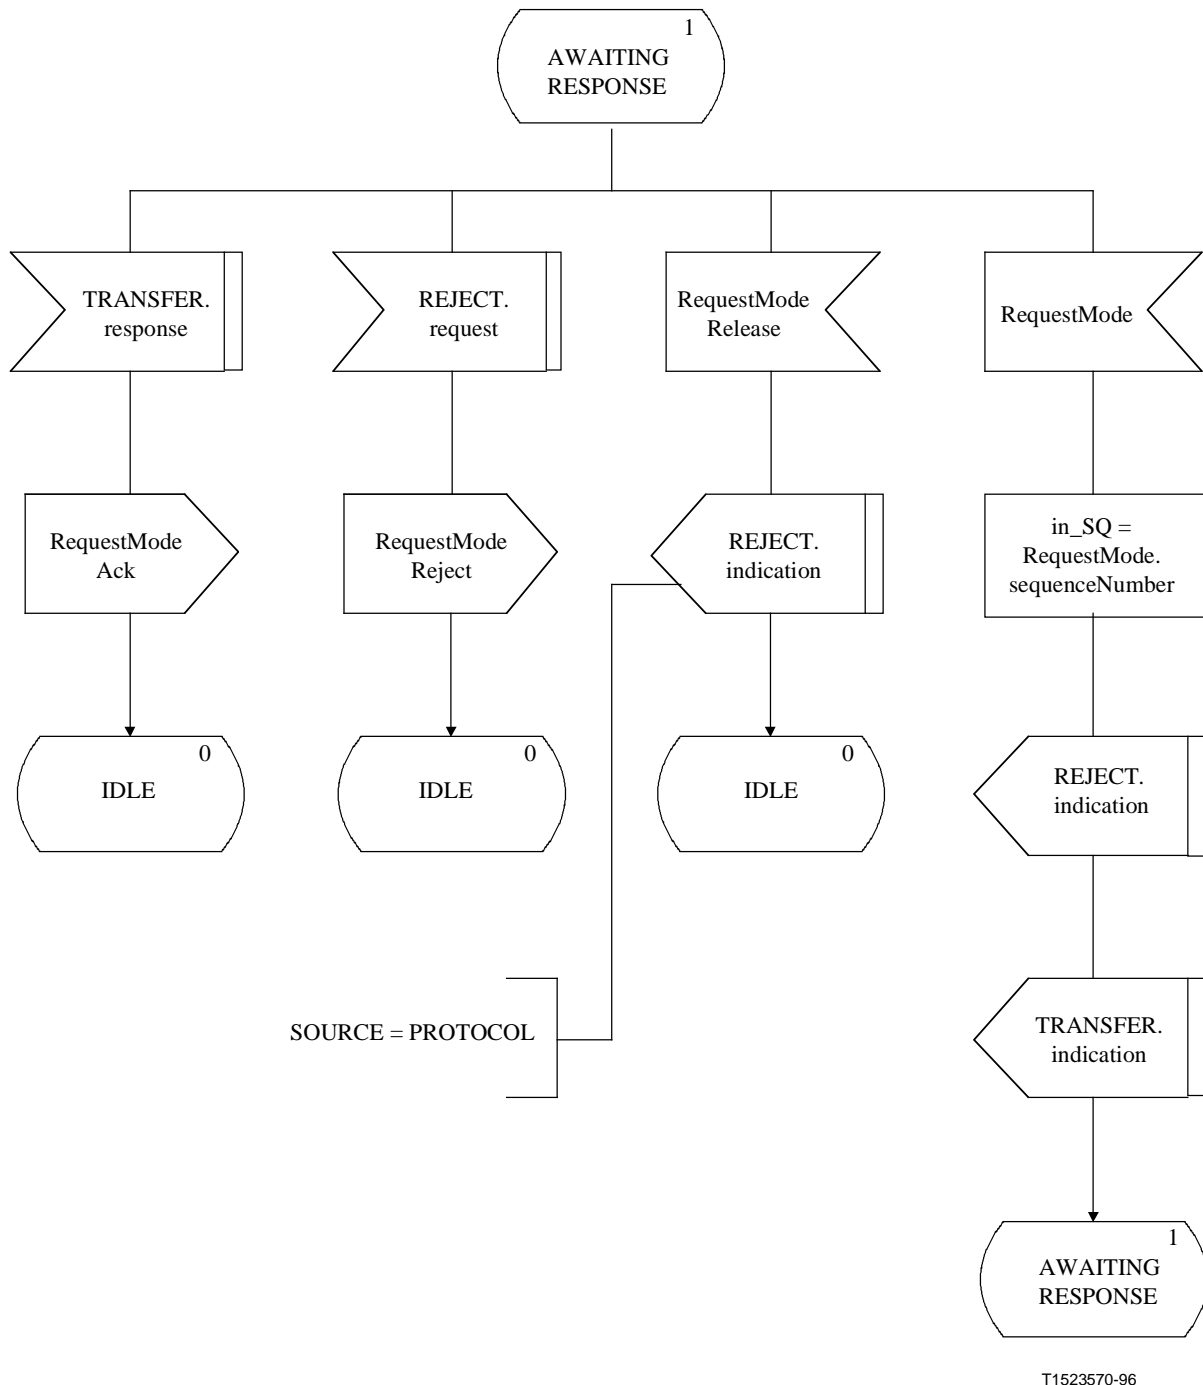 1
AWAITING
RESPONSE
TRANSFER.
response
REJECT.
request
RequestMode
Release
RequestMode
RequestMode
Ack
RequestMode
Reject
REJECT.
indication
in_SQ =
RequestMode.
sequenceNumber
0
IDLE
0
IDLE
0
IDLE
REJECT.
indication
SOURCE = PROTOCOL
TRANSFER.
indication
1
AWAITING
RESPONSE
T1523570-96